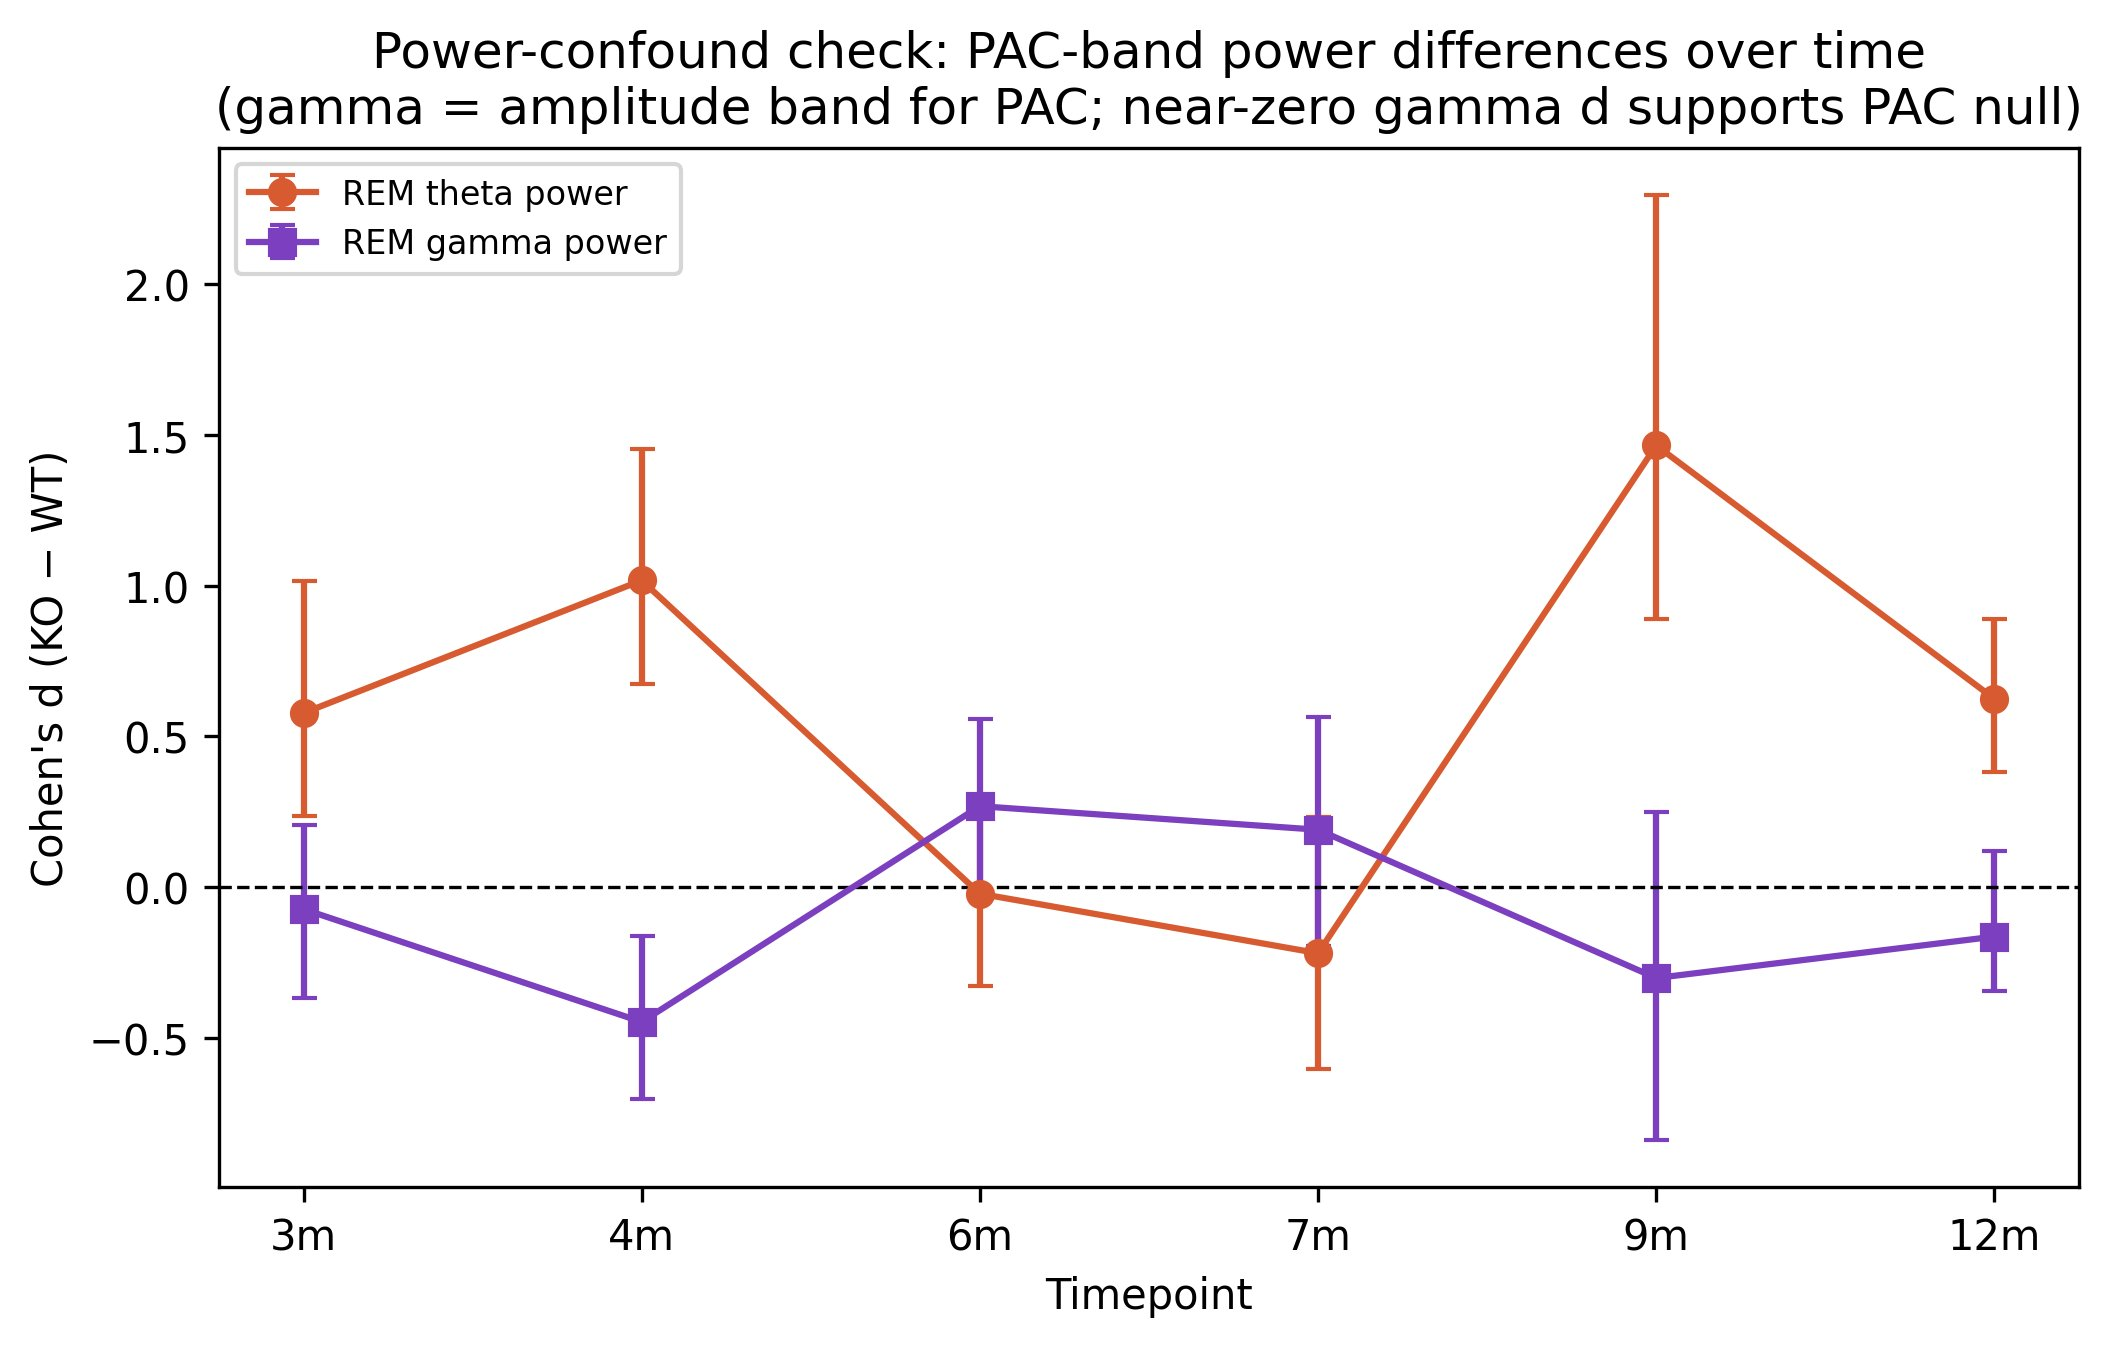 Power-confound check: PAC-band power differences over time
(gamma = amplitude band for PAC; near-zero gamma d supports PAC null)
REM theta power
REM gamma power
2.0
1.5
1.0
0.5
0.0
−0.5
Cohen's d (KO − WT)
3m 4m 6m 7m 9m 12m
Timepoint